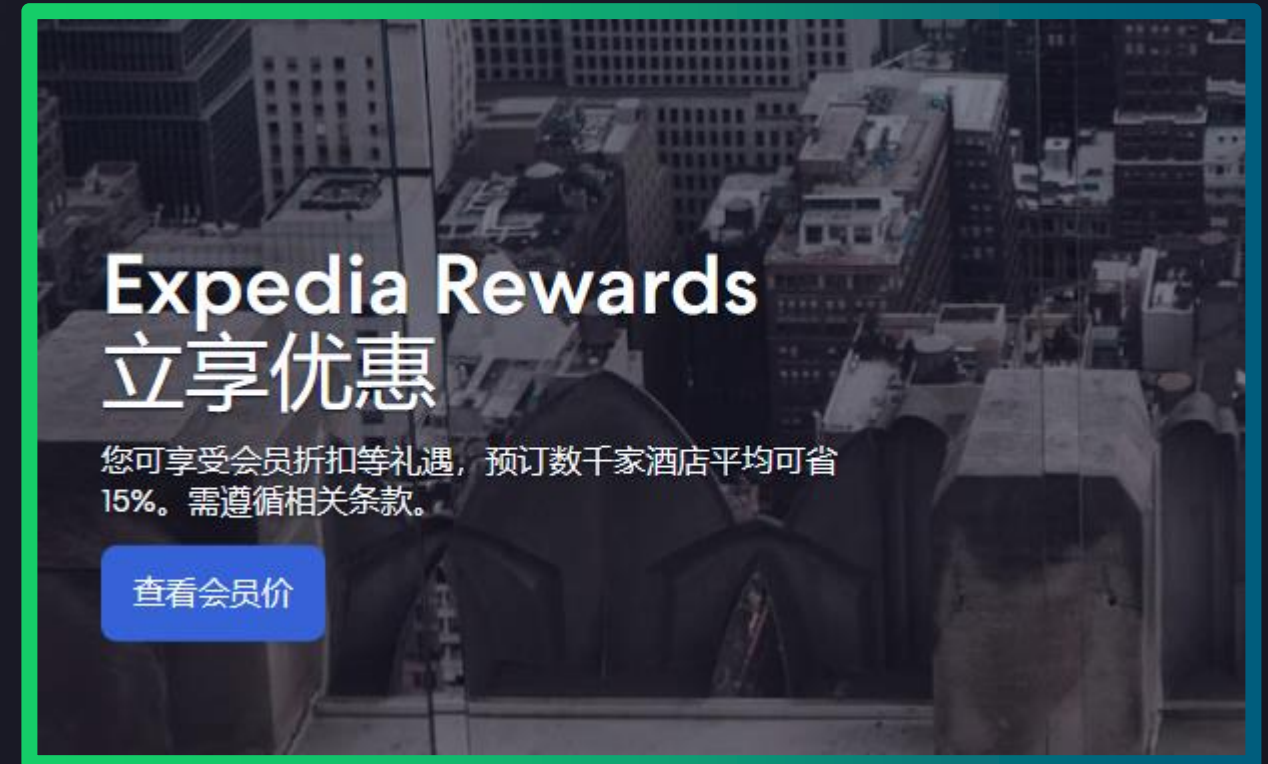 Expedia Rewards
立享优惠
您可享受会员折扣等礼遇，预订数千家酒店平均可省
15%。需遵循相关条款。
查看会员价